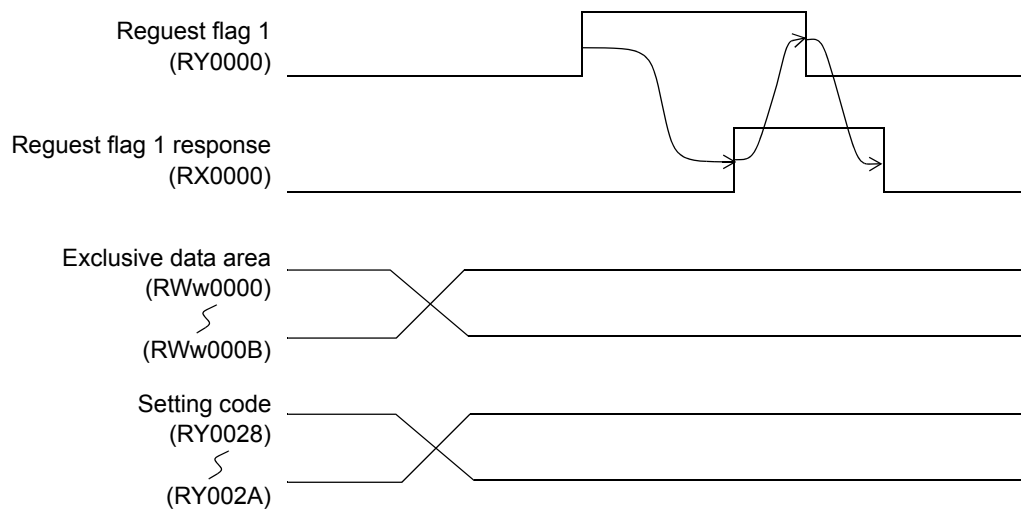 Reguest flag 1
(RY0000)
Reguest flag 1 response
(RX0000)
Exclusive data area
(RWw0000)
(RWw000B)
Setting code
(RY0028)
(RY002A)